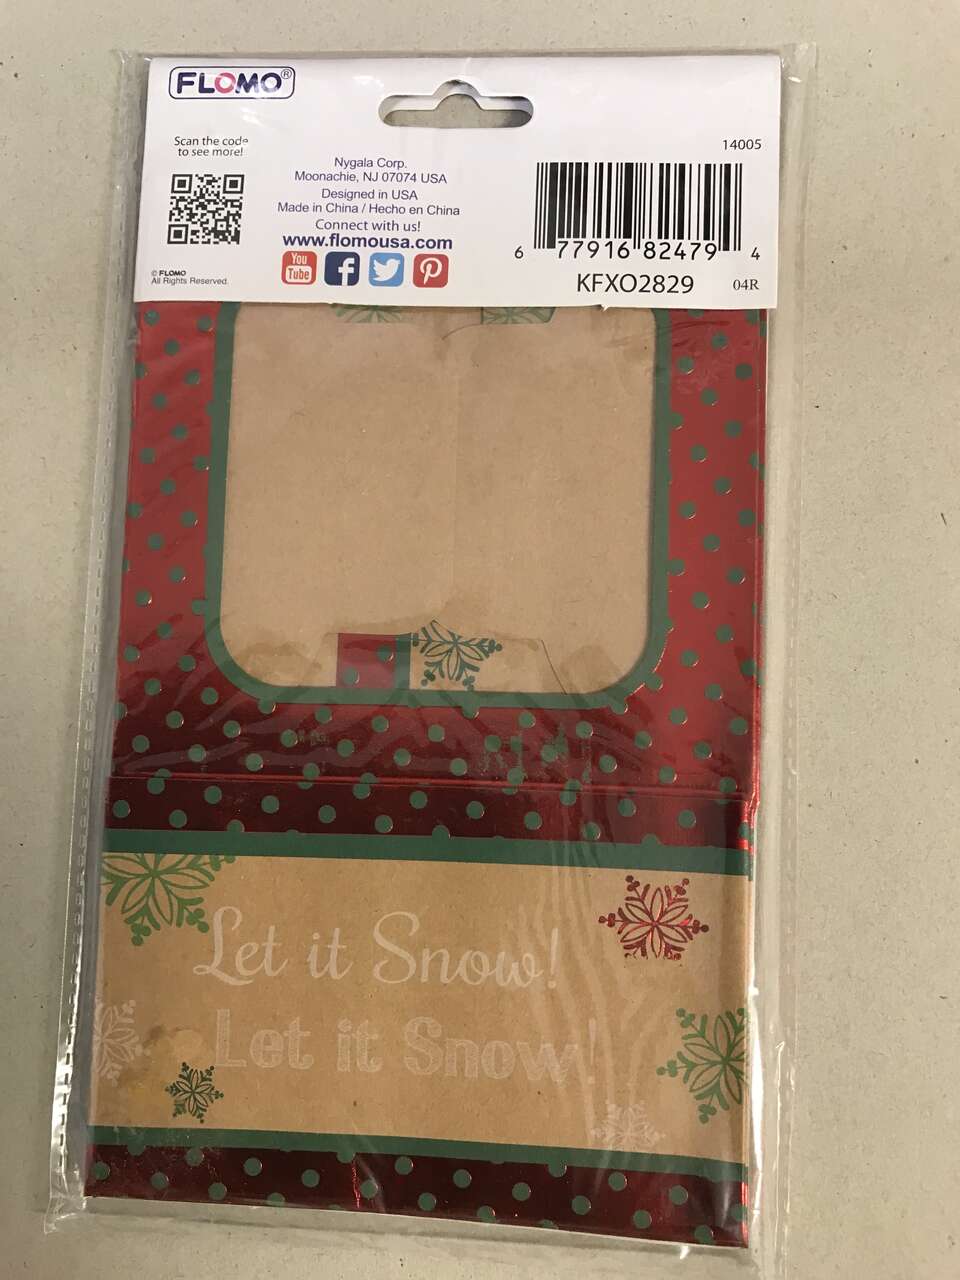 FLOMO®
Scan the code
to see more!
© FLOMO
All Rights Reserved.
Nygala Corp.
Moonachie, NJ 07074 USA
Designed in USA
Made in China / Hecho en China
Connect with us!
www.flomousa.com
You
Tube
14005
6 77916 82479 4
KFXO2829
04R
Let it Snow!
Let it Snow!